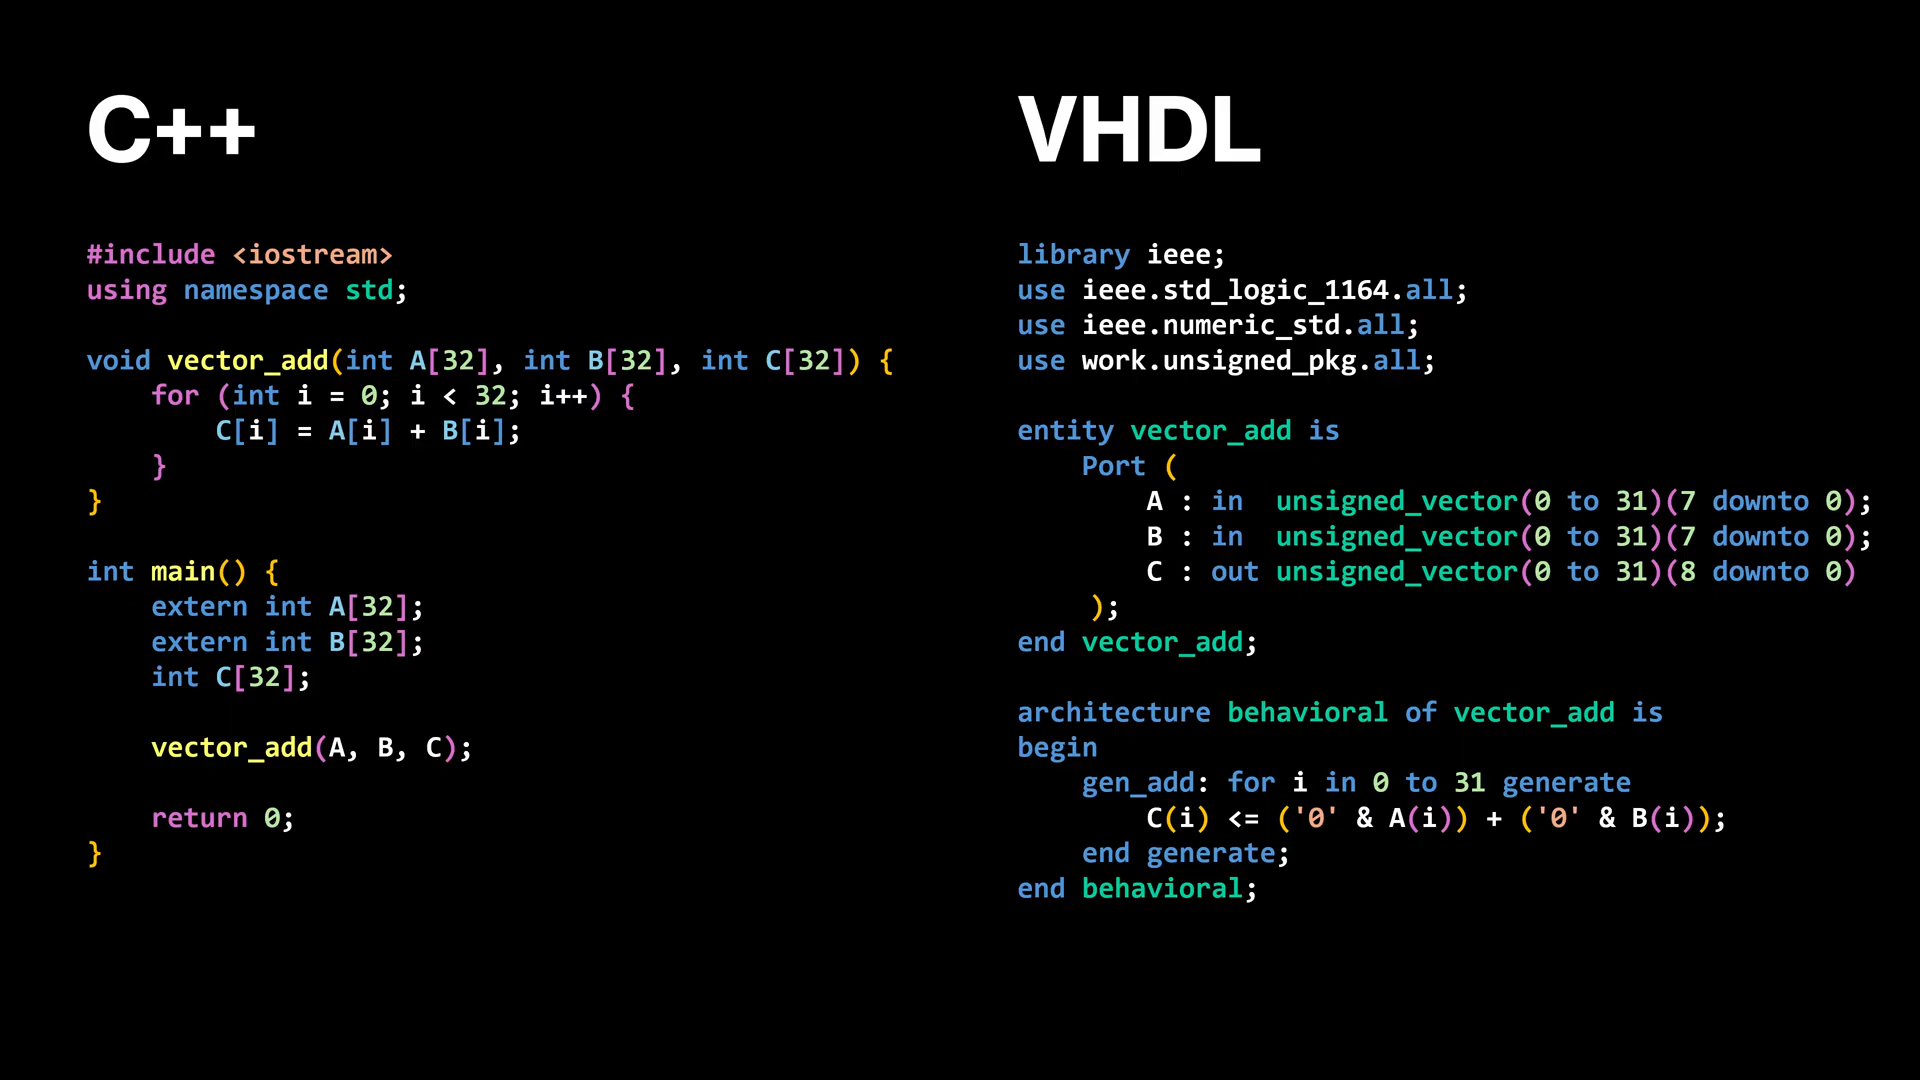 C++
#include <iostream>
using namespace std;
void vector_add(int A[32], int B[32], int C[32]) {
    for (int i = 0; i < 32; i++) {
        C[i] = A[i] + B[i];
    }
}
int main() {
    extern int A[32];
    extern int B[32];
    int C[32];
    vector_add(A, B, C);
    return 0;
}
VHDL
library ieee;
use ieee.std_logic_1164.all;
use ieee.numeric_std.all;
use work.unsigned_pkg.all;
entity vector_add is
    Port (
        A : in  unsigned_vector(0 to 31)(7 downto 0);
        B : in  unsigned_vector(0 to 31)(7 downto 0);
        C : out unsigned_vector(0 to 31)(8 downto 0)
    );
end vector_add;
architecture behavioral of vector_add is
begin
    gen_add: for i in 0 to 31 generate
        C(i) <= ('0' & A(i)) + ('0' & B(i));
    end generate;
end behavioral;